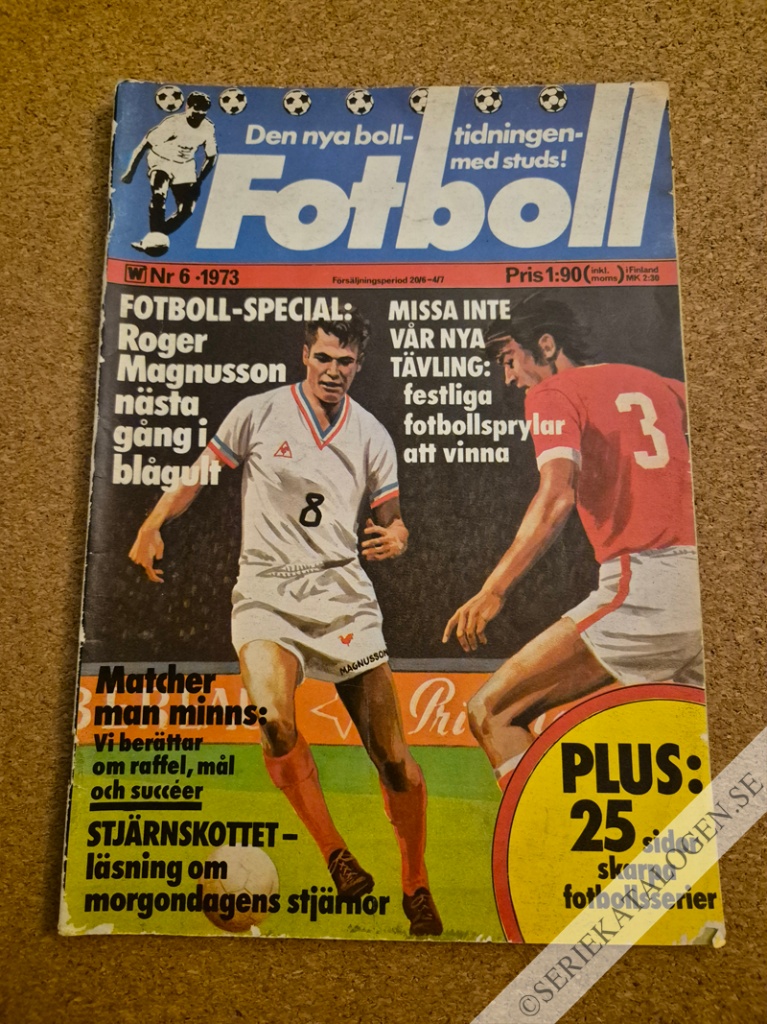 Den nya boll-tidningen-
med studs!
Fotboll
W Nr 6 - 1973
Försäljningsperiod 20/6-4/7
Pris 1:90 (inkl. moms) i Finland MK 2:30
FOTBOLL-SPECIAL:
Roger
Magnusson
nästa
gång i
blågult
MISSA INTE
VÅR NYA
TÄVLING:
festliga
fotbollsprylar
att vinna
3
8
MAGNUSSON
Matcher
man minns:
Vi berättar
om raffel, mål
och succéer
STJÄRNSKOTTET-
läsning om
morgondagens stjärnor
PLUS:
25 sidor
skarpa
fotbollsserier
©SERIEKATALOGEN.SE